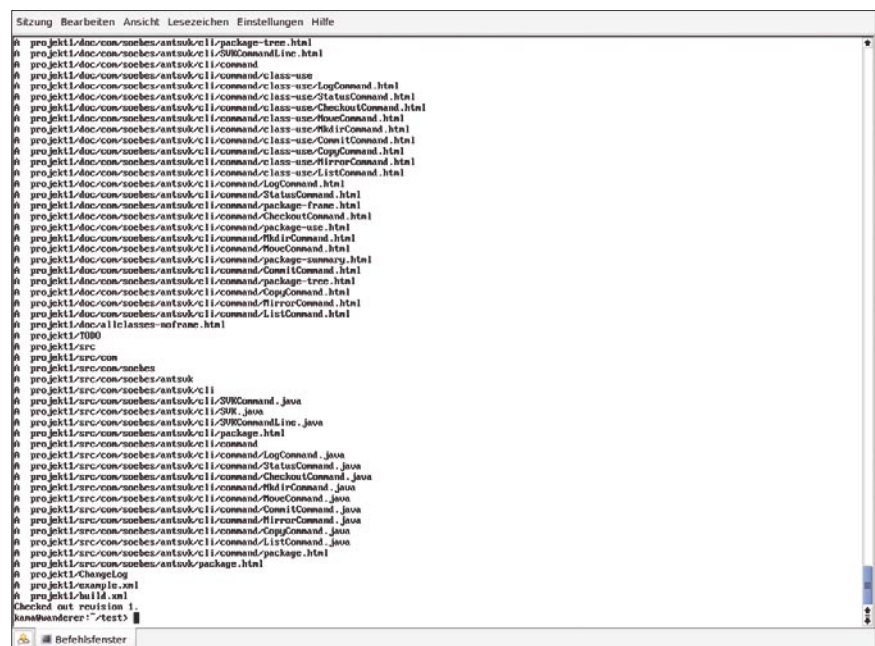 Sitzung Bearbeiten Ansicht Lesezeichen Einstellungen Hilfe
A projekt1/doc/com/soebes/antsvk/cli/package-tree.html
A projekt1/doc/com/soebes/antsvk/cli/SVKCommandLine.html
A projekt1/doc/com/soebes/antsvk/cli/command
A projekt1/doc/com/soebes/antsvk/cli/command/class-use
A projekt1/doc/com/soebes/antsvk/cli/command/class-use/LogCommand.html
A projekt1/doc/com/soebes/antsvk/cli/command/class-use/StatusCommand.html
A projekt1/doc/com/soebes/antsvk/cli/command/class-use/CheckoutCommand.html
A projekt1/doc/com/soebes/antsvk/cli/command/class-use/MoveCommand.html
A projekt1/doc/com/soebes/antsvk/cli/command/class-use/MkdirCommand.html
A projekt1/doc/com/soebes/antsvk/cli/command/class-use/CommitCommand.html
A projekt1/doc/com/soebes/antsvk/cli/command/class-use/CopyCommand.html
A projekt1/doc/com/soebes/antsvk/cli/command/class-use/MirrorCommand.html
A projekt1/doc/com/soebes/antsvk/cli/command/class-use/ListCommand.html
A projekt1/doc/com/soebes/antsvk/cli/command/LogCommand.html
A projekt1/doc/com/soebes/antsvk/cli/command/StatusCommand.html
A projekt1/doc/com/soebes/antsvk/cli/command/package-frame.html
A projekt1/doc/com/soebes/antsvk/cli/command/CheckoutCommand.html
A projekt1/doc/com/soebes/antsvk/cli/command/package-use.html
A projekt1/doc/com/soebes/antsvk/cli/command/MkdirCommand.html
A projekt1/doc/com/soebes/antsvk/cli/command/MoveCommand.html
A projekt1/doc/com/soebes/antsvk/cli/command/package-summary.html
A projekt1/doc/com/soebes/antsvk/cli/command/CommitCommand.html
A projekt1/doc/com/soebes/antsvk/cli/command/package-tree.html
A projekt1/doc/com/soebes/antsvk/cli/command/CopyCommand.html
A projekt1/doc/com/soebes/antsvk/cli/command/MirrorCommand.html
A projekt1/doc/com/soebes/antsvk/cli/command/ListCommand.html
A projekt1/doc/allclasses-noframe.html
A projekt1/TODO
A projekt1/src
A projekt1/src/com
A projekt1/src/com/soebes
A projekt1/src/com/soebes/antsvk
A projekt1/src/com/soebes/antsvk/cli
A projekt1/src/com/soebes/antsvk/cli/SVKCommand.java
A projekt1/src/com/soebes/antsvk/cli/SVK.java
A projekt1/src/com/soebes/antsvk/cli/SVKCommandLine.java
A projekt1/src/com/soebes/antsvk/cli/package.html
A projekt1/src/com/soebes/antsvk/cli/command
A projekt1/src/com/soebes/antsvk/cli/command/LogCommand.java
A projekt1/src/com/soebes/antsvk/cli/command/StatusCommand.java
A projekt1/src/com/soebes/antsvk/cli/command/CheckoutCommand.java
A projekt1/src/com/soebes/antsvk/cli/command/MkdirCommand.java
A projekt1/src/com/soebes/antsvk/cli/command/MoveCommand.java
A projekt1/src/com/soebes/antsvk/cli/command/CommitCommand.java
A projekt1/src/com/soebes/antsvk/cli/command/MirrorCommand.java
A projekt1/src/com/soebes/antsvk/cli/command/CopyCommand.java
A projekt1/src/com/soebes/antsvk/cli/command/ListCommand.java
A projekt1/src/com/soebes/antsvk/cli/command/package.html
A projekt1/src/com/soebes/antsvk/package.html
A projekt1/ChangeLog
A projekt1/example.xml
A projekt1/build.xml
Checked out revision 1.
kama@wanderer:~/test>
Befehlsfenster